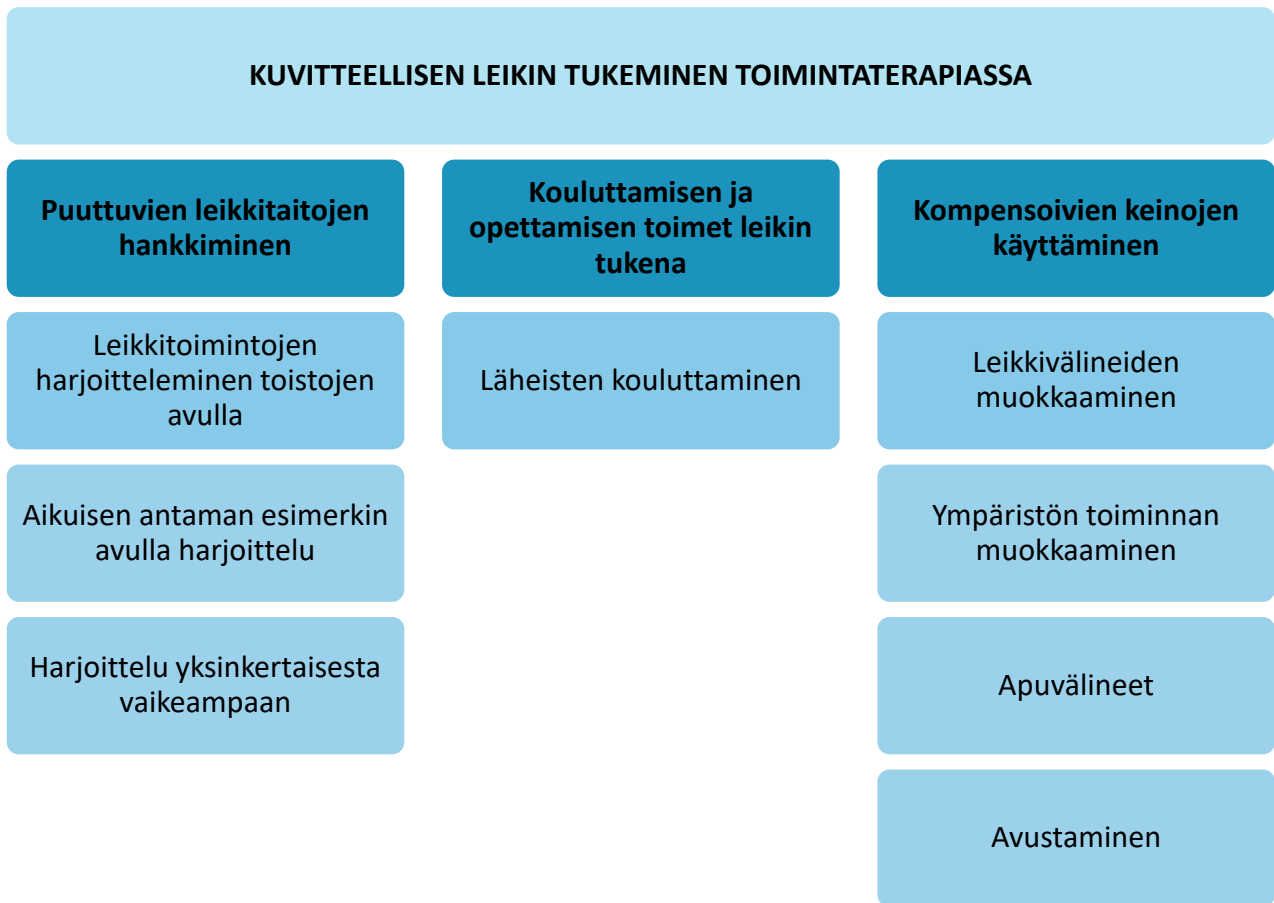 KUVITTEELLISEN LEIKIN TUKEMINEN TOIMINTATERAPIASSA
Puuttuvien leikkitaitojen
hankkiminen
Leikkitoimintojen
harjoitteleminen toistojen
avulla
Aikuisen antaman esimerkin
avulla harjoittelu
Harjoittelu yksinkertaisesta
vaikeampaan
Kouluttamisen ja
opettamisen toimet leikin
tukena
Läheisten kouluttaminen
Kompensoivien keinojen
käyttäminen
Leikkivälineiden
muokkaaminen
Ympäristön toiminnan
muokkaaminen
Apuvälineet
Avustaminen